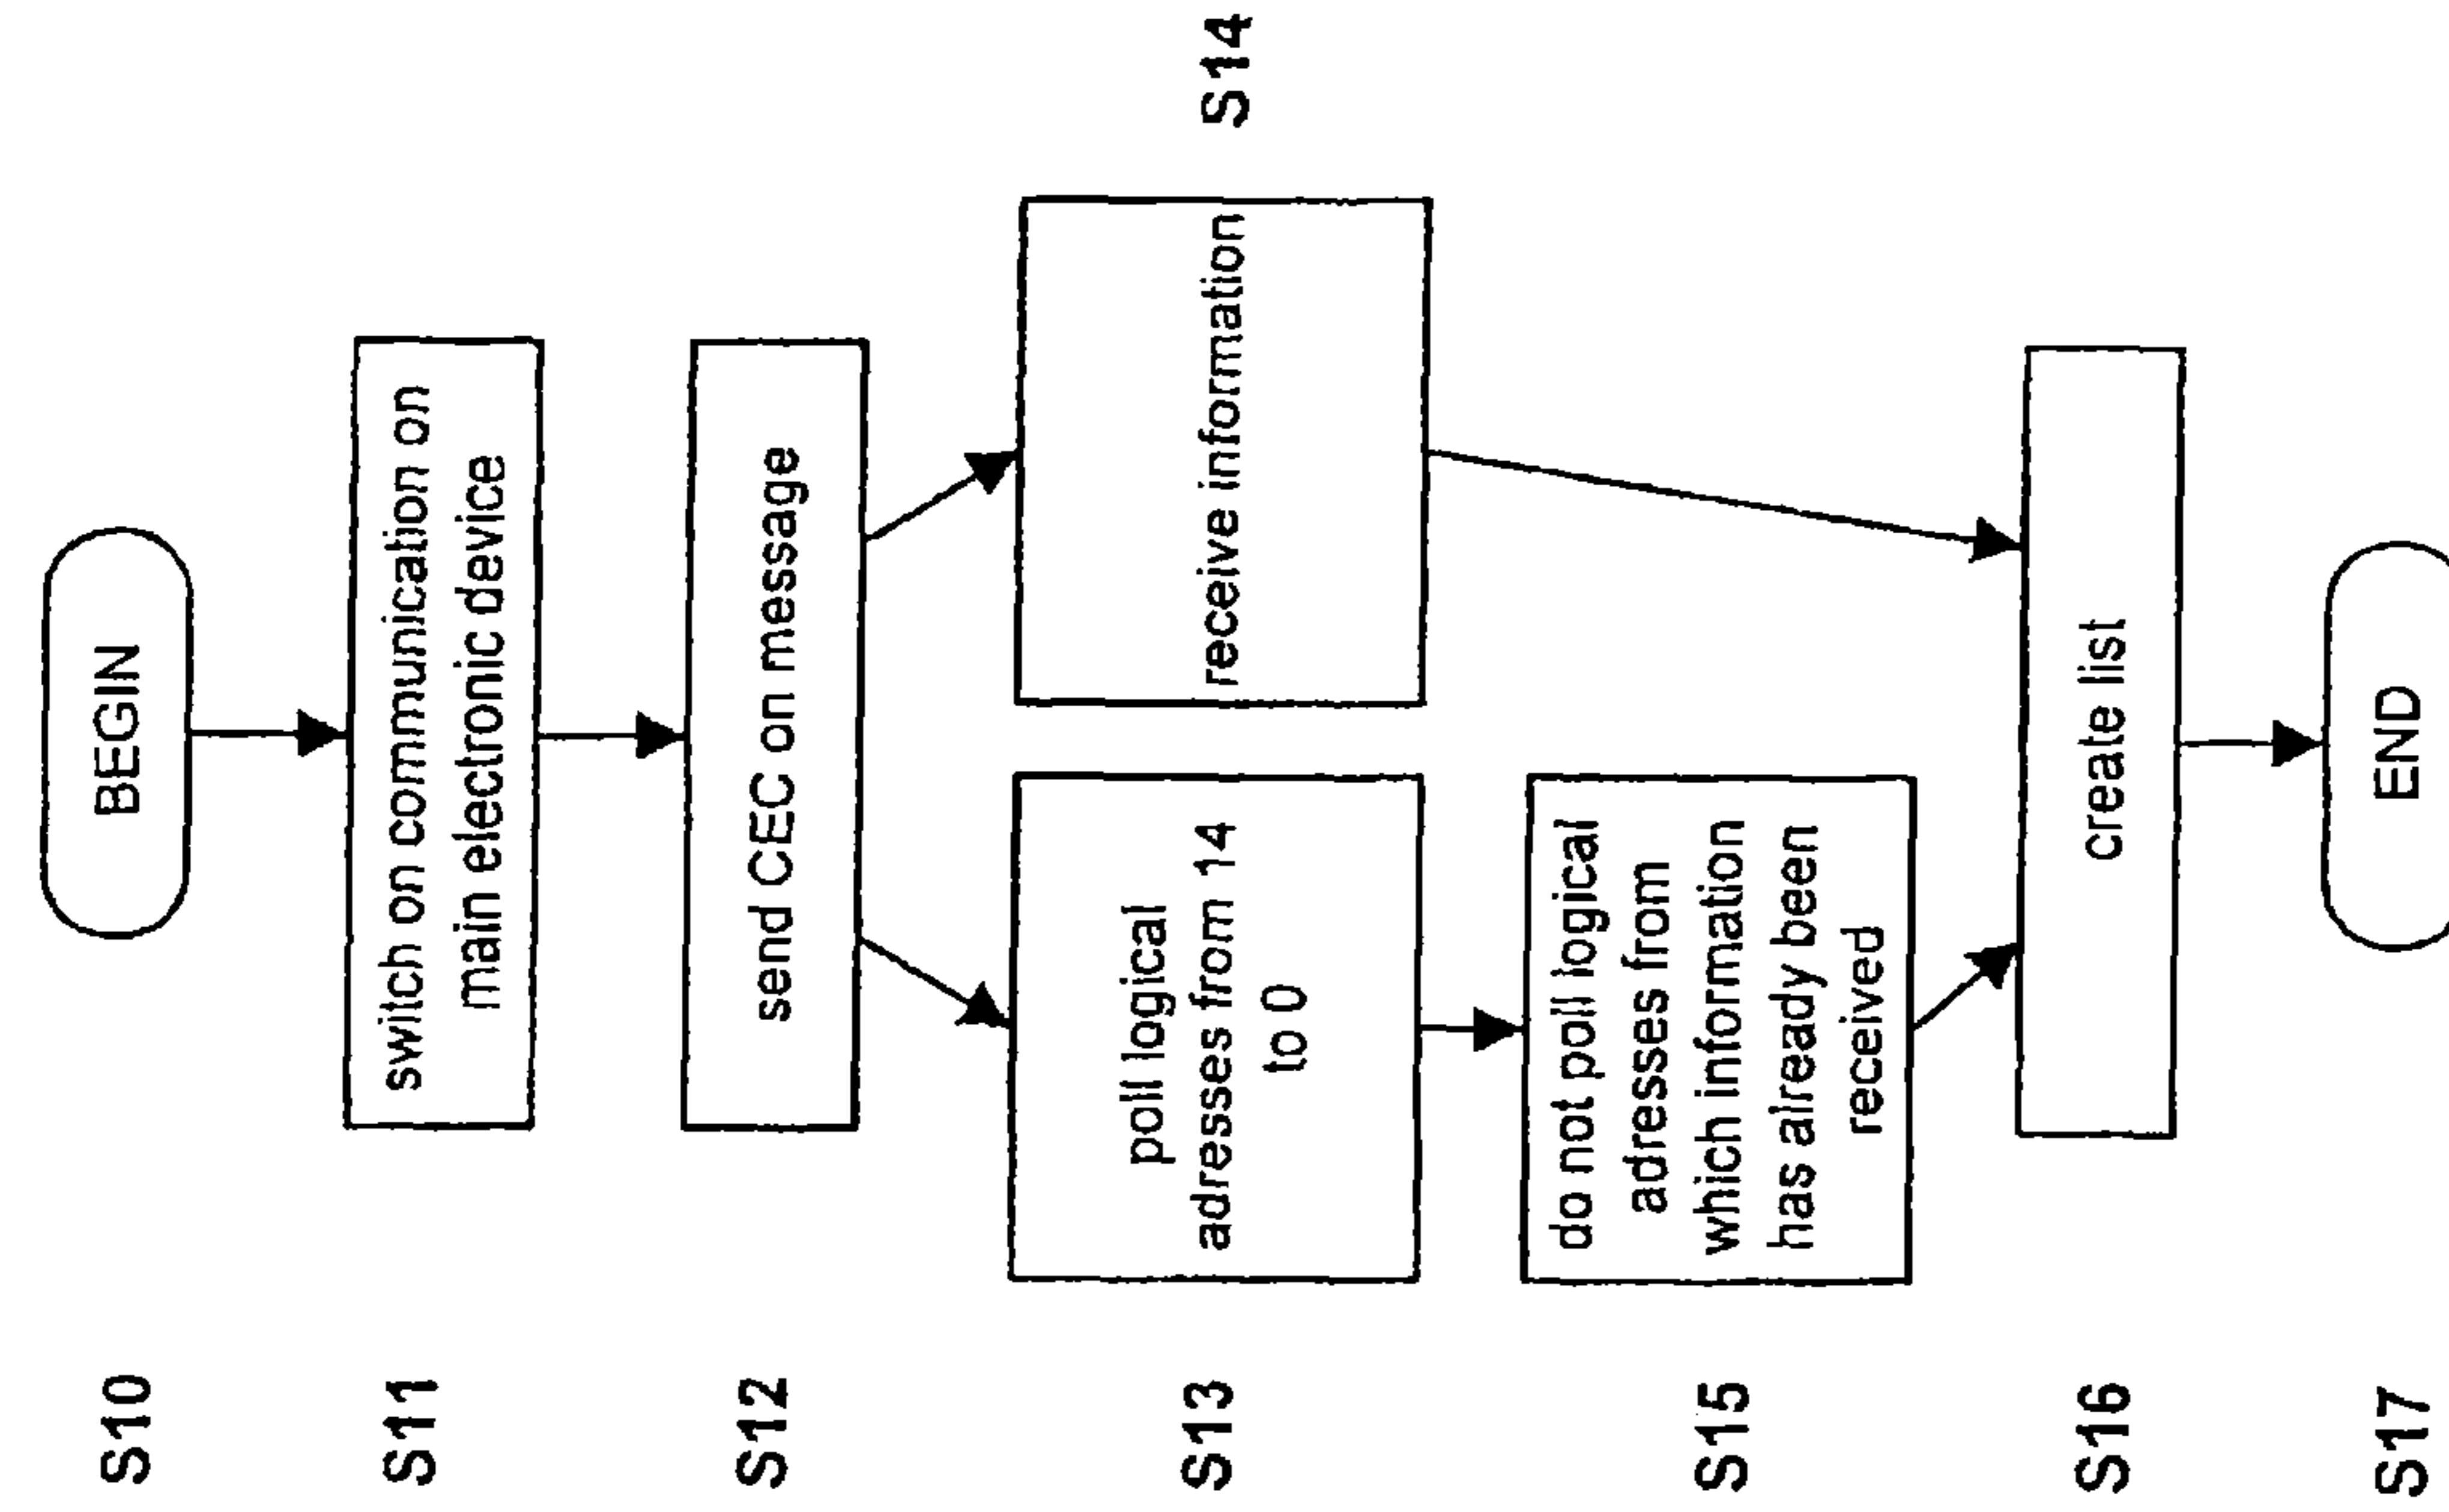 S10
BEGIN
S11
switch on communication on
main electronic device
S12
send CEC on message
S13
poll logical
adresses from 14
to 0
receive information
S14
S15
do not poll logical
adresses from
which information
has already been
received
S16
create list
S17
END